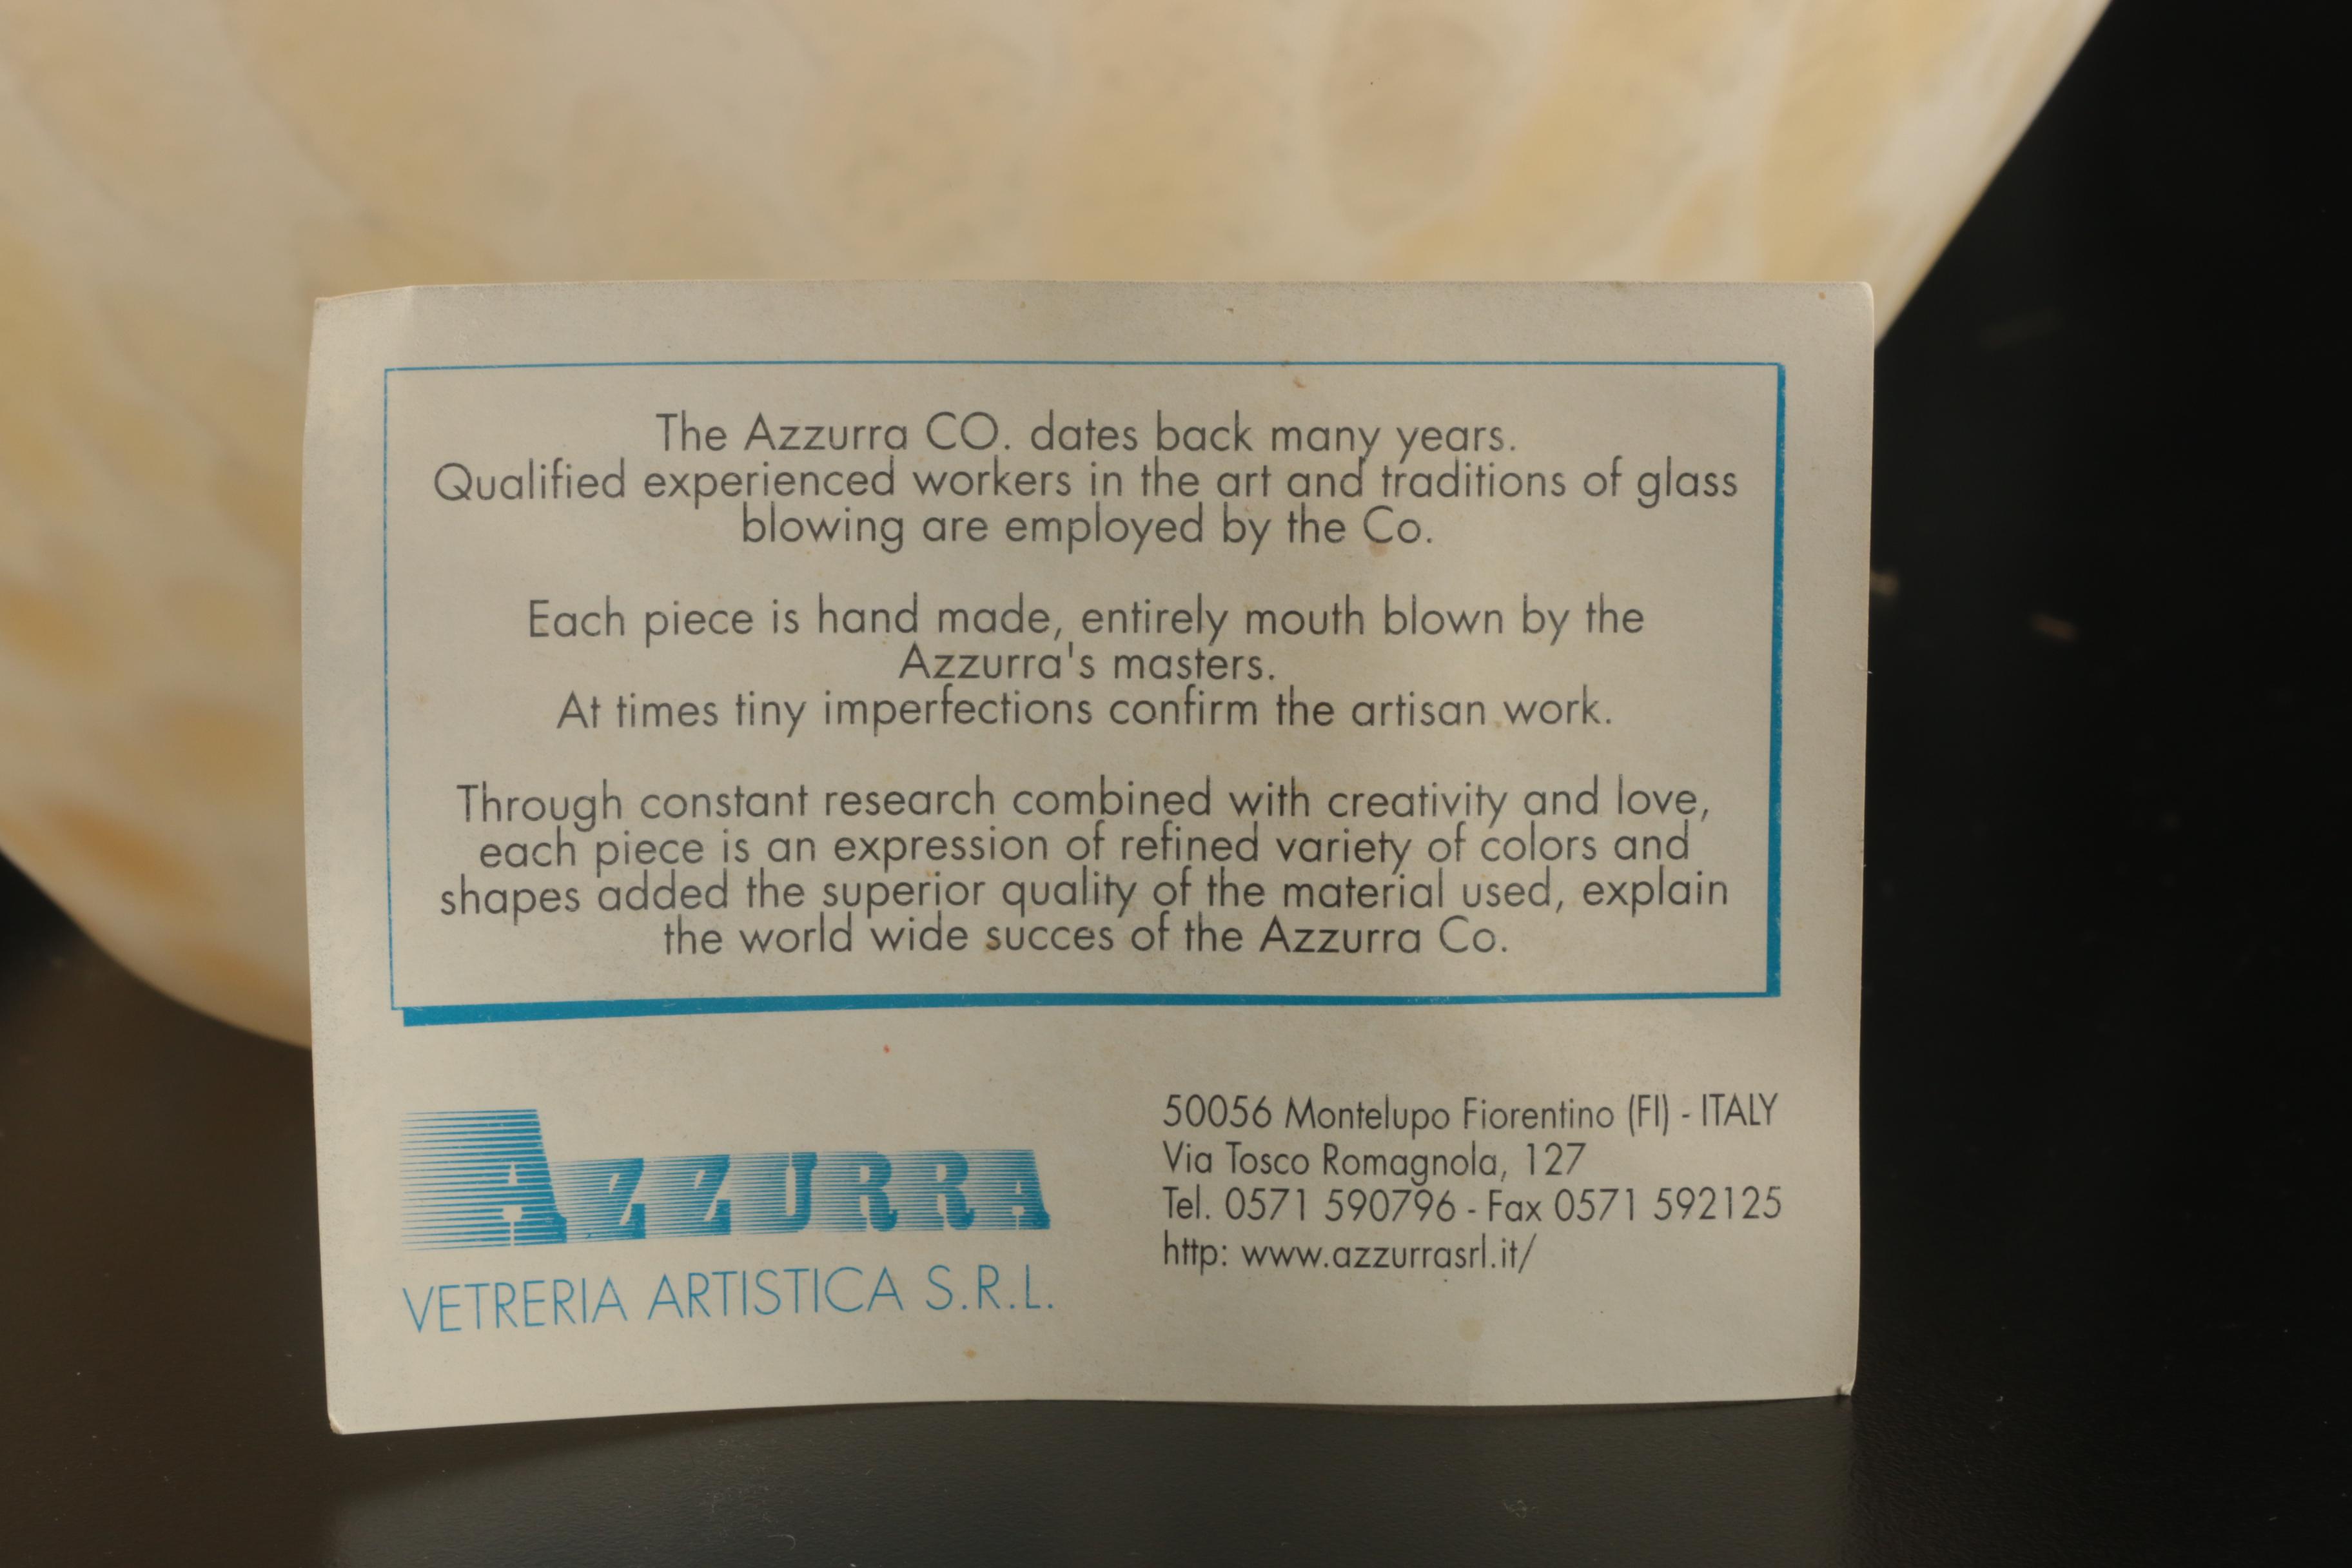 The Azzurra CO. dates back many years.
Qualified experienced workers in the art and traditions of glass
blowing are employed by the Co.
Each piece is hand made, entirely mouth blown by the
Azzurra's masters.
At times tiny imperfections confirm the artisan work.
Through constant research combined with creativity and love,
each piece is an expression of refined variety of colors and
shapes added the superior quality of the material used, explain
the world wide succes of the Azzurra Co.
AZZURRA
VETRERIA ARTISTICA S.R.L.
50056 Montelupo Fiorentino (FI) - ITALY
Via Tosco Romagnola, 127
Tel. 0571 590796 - Fax 0571 592125
http: www.azzurrasrl.it/